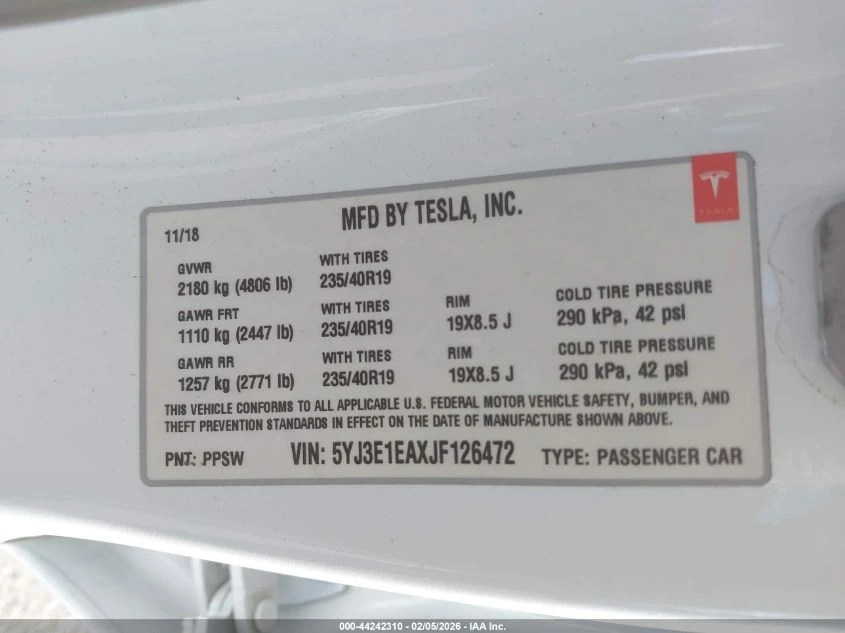 MFD BY TESLA, INC.
TESLA
11/18
GVWR
2180 kg (4806 lb)
WITH TIRES
235/40R19
GAWR FRT
1110 kg (2447 lb)
WITH TIRES
235/40R19
RIM
19X8.5 J
COLD TIRE PRESSURE
290 kPa, 42 psi
GAWR RR
1257 kg (2771 lb)
WITH TIRES
235/40R19
RIM
19X8.5 J
COLD TIRE PRESSURE
290 kPa, 42 psi
THIS VEHICLE CONFORMS TO ALL APPLICABLE U.S. FEDERAL MOTOR VEHICLE SAFETY, BUMPER, AND
THEFT PREVENTION STANDARDS IN EFFECT ON THE DATE OF MANUFACTURE SHOWN ABOVE.
PNT: PPSW VIN: 5YJ3E1EAXJF126472 TYPE: PASSENGER CAR
000-44242310 - 02/05/2026 - IAA Inc.